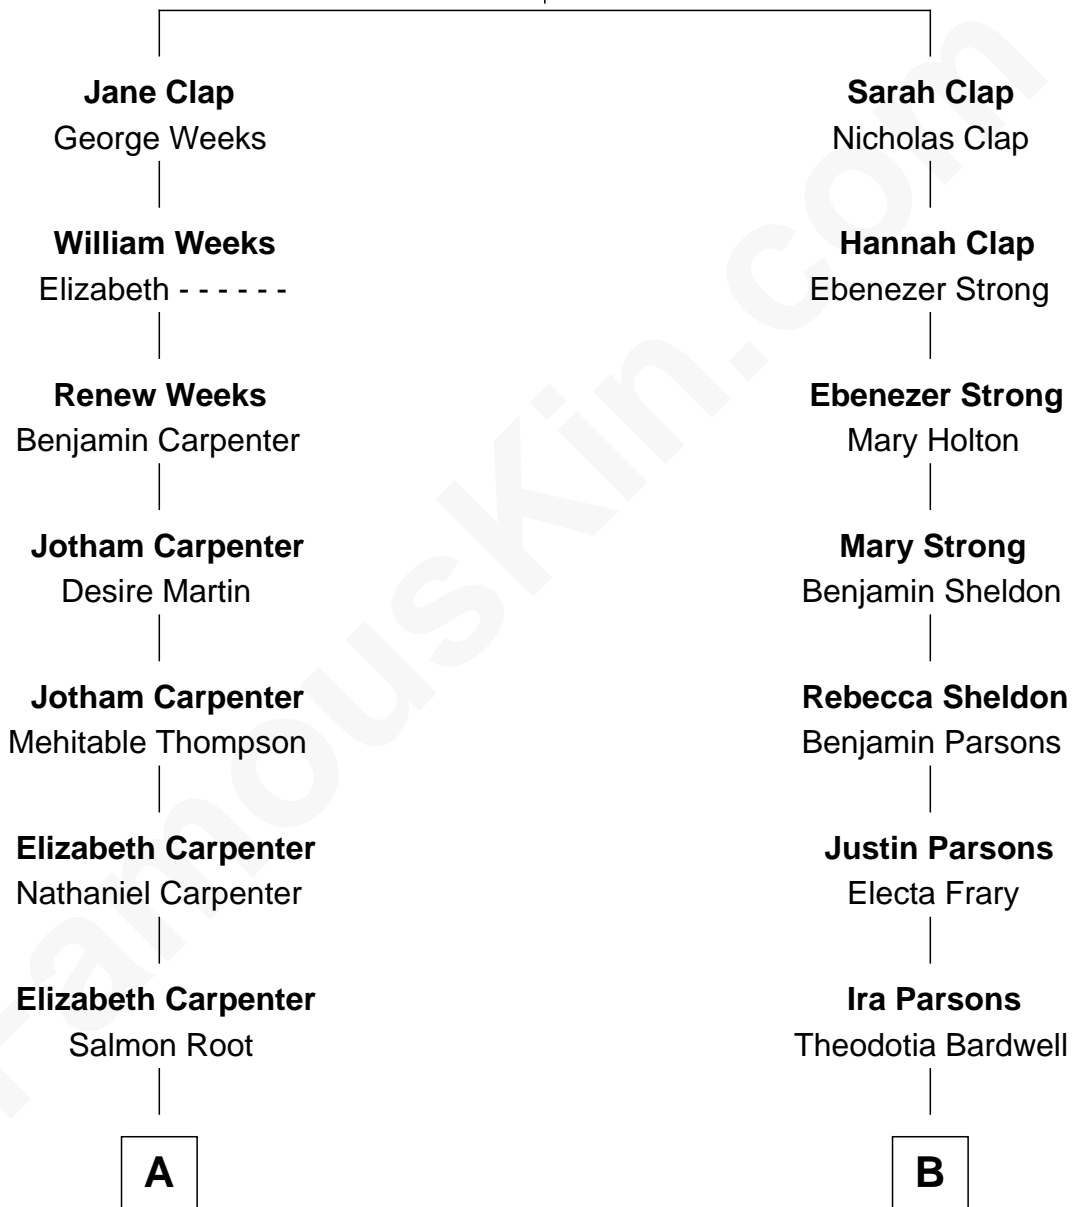 Jane Clap
George Weeks
William Weeks
Elizabeth - - - - - -
Renew Weeks
Benjamin Carpenter
Jotham Carpenter
Desire Martin
Jotham Carpenter
Mehitable Thompson
Elizabeth Carpenter
Nathaniel Carpenter
Elizabeth Carpenter
Salmon Root
A
Sarah Clap
Nicholas Clap
Hannah Clap
Ebenezer Strong
Ebenezer Strong
Mary Holton
Mary Strong
Benjamin Sheldon
Rebecca Sheldon
Benjamin Parsons
Justin Parsons
Electa Frary
Ira Parsons
Theodotia Bardwell
B
FamousKin.com